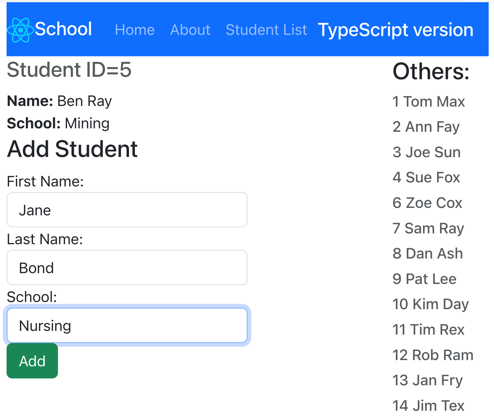 School Home About Student List TypeScript version
Student ID=5
Name: Ben Ray
School: Mining
Add Student
First Name:
Jane
Last Name:
Bond
School:
Nursing
Add
Others:
1 Tom Max
2 Ann Fay
3 Joe Sun
4 Sue Fox
6 Zoe Cox
7 Sam Ray
8 Dan Ash
9 Pat Lee
10 Kim Day
11 Tim Rex
12 Rob Ram
13 Jan Fry
14 Jim Tex